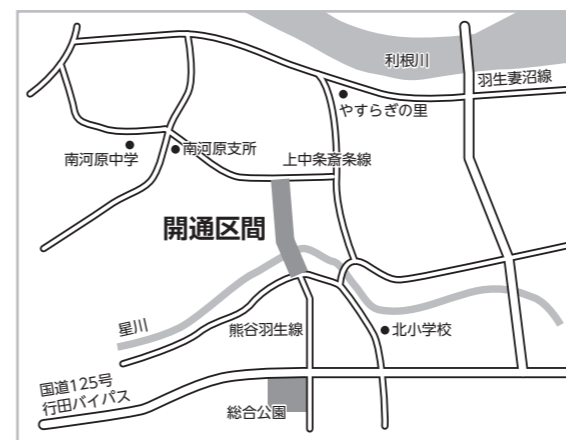 利根川
羽生妻沼線
やすらぎの里
南河原中学
南河原支所
上中条斎条線
開通区間
星川
熊谷羽生線
北小学校
国道125号
行田バイパス
総合公園